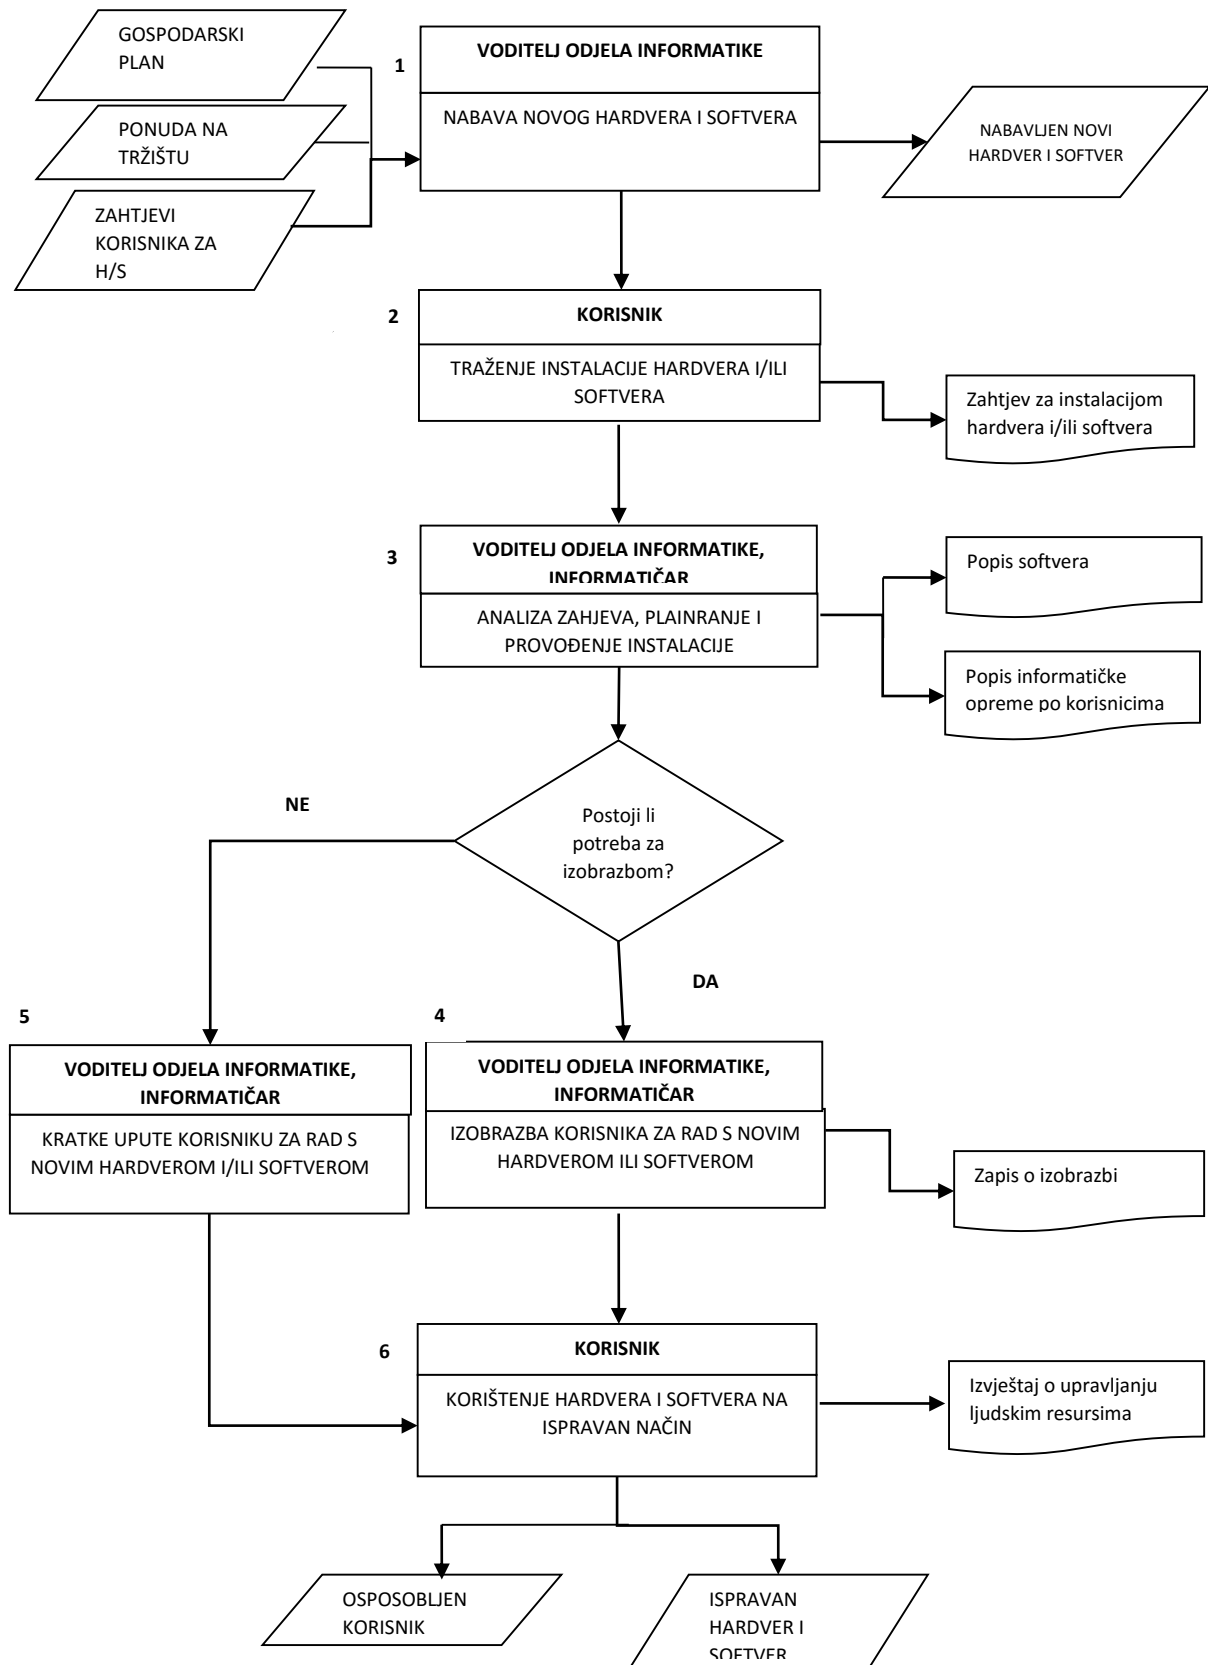 GOSPODARSKI
PLAN
PONUDA NA
TRŽIŠTU
ZAHTJEVI
KORISNIKA ZA
H/S
1
VODITELJ ODJELA INFORMATIKE
NABAVA NOVOG HARDVERA I SOFTVERA
NABAVLJEN NOVI
HARDVER I SOFTVER
2
KORISNIK
TRAŽENJE INSTALACIJE HARDVERA I/ILI
SOFTVERA
Zahtjev za instalacijom
hardvera i/ili softvera
3
VODITELJ ODJELA INFORMATIKE,
INFORMATIČAR
ANALIZA ZAHJEVA, PLAINRANJE I
PROVOĐENJE INSTALACIJE
Popis softvera
Popis informatičke
opreme po korisnicima
NE
Postoji li
potreba za
izobrazbom?
DA
5
VODITELJ ODJELA INFORMATIKE,
INFORMATIČAR
KRATKE UPUTE KORISNIKU ZA RAD S
NOVIM HARDVEROM I/ILI SOFTVEROM
4
VODITELJ ODJELA INFORMATIKE,
INFORMATIČAR
IZOBRAZBA KORISNIKA ZA RAD S NOVIM
HARDVEROM ILI SOFTVEROM
Zapis o izobrazbi
6
KORISNIK
KORIŠTENJE HARDVERA I SOFTVERA NA
ISPRAVAN NAČIN
Izvještaj o upravljanju
ljudskim resursima
OSPOSOBLJEN
KORISNIK
ISPRAVAN
HARDVER I
SOFTVER